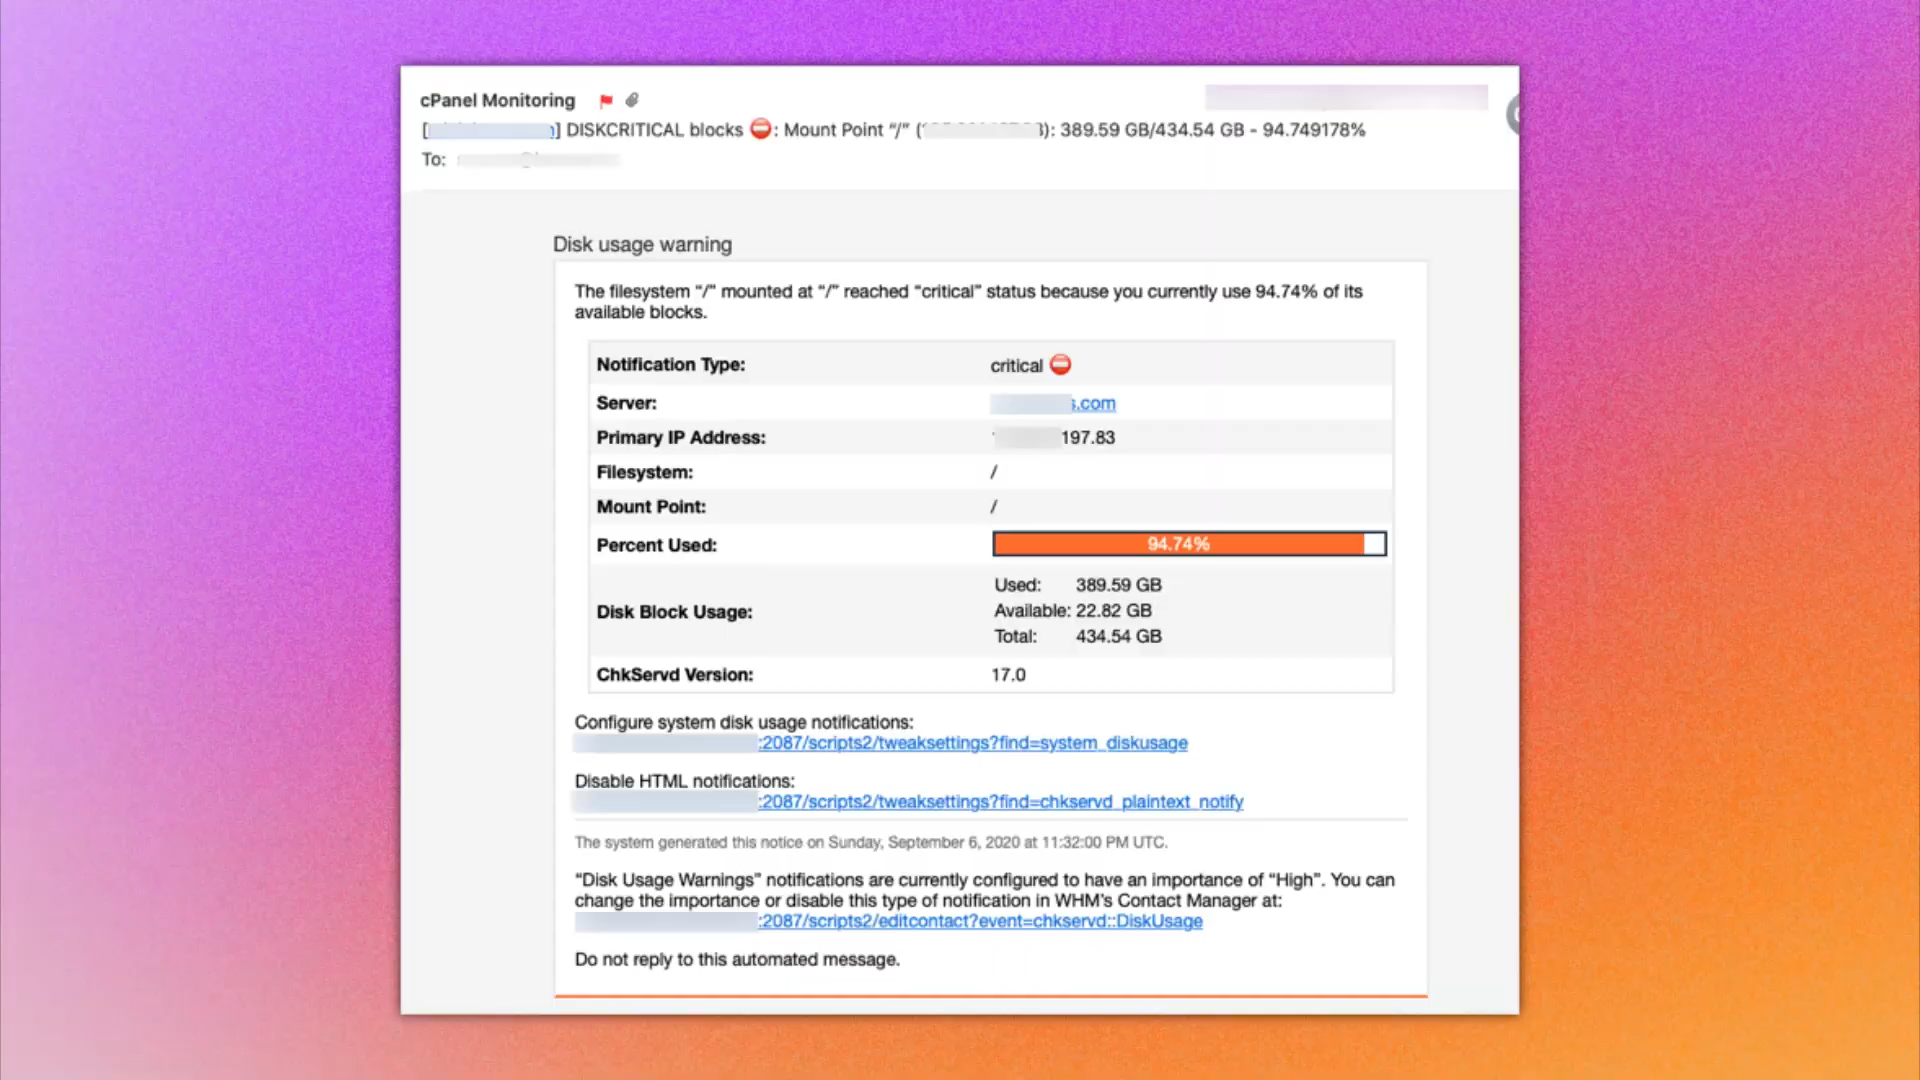 cPanel Monitoring
[] DISKCRITICAL blocks ⛔: Mount Point “/” (): 389.59 GB/434.54 GB - 94.749178%
To:
Disk usage warning
The filesystem “/” mounted at “/” reached “critical” status because you currently use 94.74% of its
available blocks.
Notification Type: critical ⛔
Server: s.com
Primary IP Address: 197.83
Filesystem: /
Mount Point: /
Percent Used: 94.74%
Disk Block Usage:
Used: 389.59 GB
Available: 22.82 GB
Total: 434.54 GB
ChkServd Version: 17.0
Configure system disk usage notifications:
:2087/scripts2/tweaksettings?find=system_diskusage
Disable HTML notifications:
:2087/scripts2/tweaksettings?find=chkservd_plaintext_notify
The system generated this notice on Sunday, September 6, 2020 at 11:32:00 PM UTC.
“Disk Usage Warnings” notifications are currently configured to have an importance of “High”. You can
change the importance or disable this type of notification in WHM’s Contact Manager at:
:2087/scripts2/editcontact?event=chkservd::DiskUsage
Do not reply to this automated message.